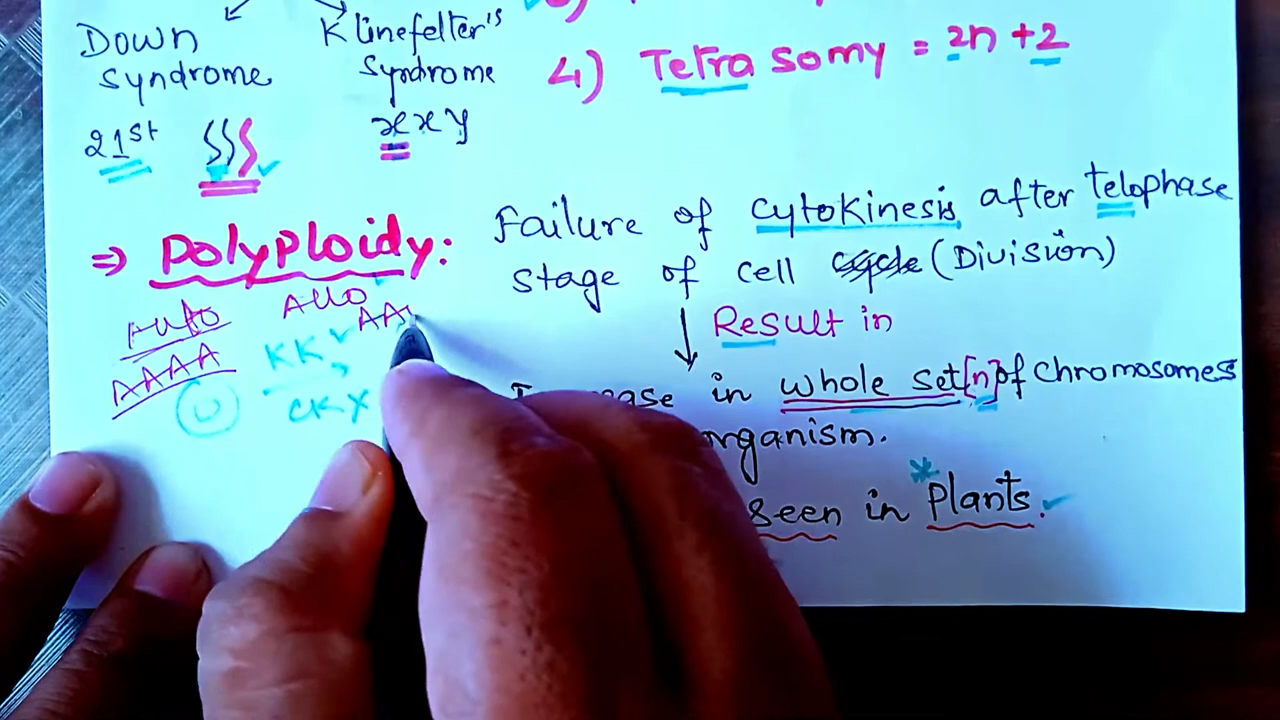 Down
Syndrome
21st
Klinefelter's
Syndrome
xxy
4) Tetrasomy = 2n + 2
⇒ Polyploidy:
Auto
AAAA
Allo
AA
KK
Failure of cytokinesis after telophase
stage of cell cycle (Division)
Result in
in whole set [n] of chromosomes
organism.
seen in Plants.